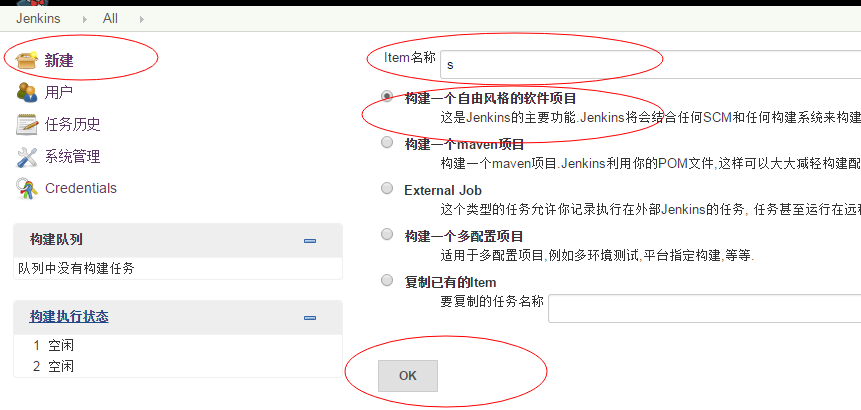 Jenkins All
新建
用户
任务历史
系统管理
Credentials
构建队列
队列中没有构建任务
构建执行状态
1 空闲
2 空闲
Item名称 s
构建一个自由风格的软件项目
这是Jenkins的主要功能.Jenkins将会结合任何SCM和任何构建系统来构建
构建一个maven项目
构建一个maven项目.Jenkins利用你的POM文件,这样可以大大减轻构建配
External Job
这个类型的任务允许你记录执行在外部Jenkins的任务, 任务甚至运行在远程
构建一个多配置项目
适用于多配置项目,例如多环境测试,平台指定构建,等等.
复制已有的Item
要复制的任务名称
OK